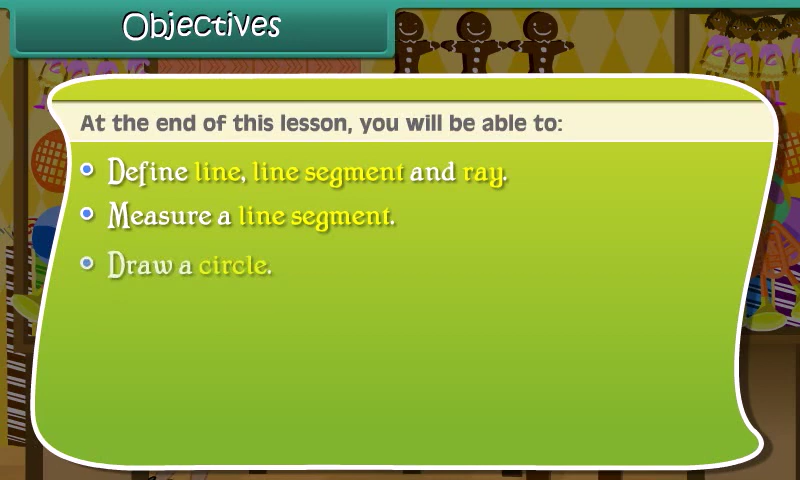 Objectives
At the end of this lesson, you will be able to:
Define line, line segment and ray.
Measure a line segment.
Draw a circle.